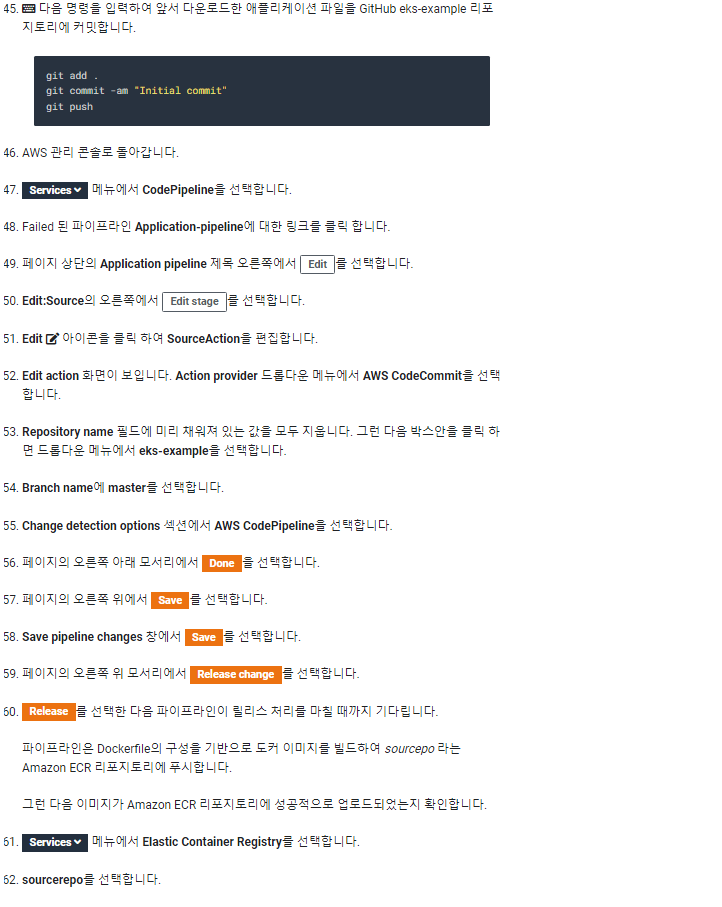 45. 다음 명령을 입력하여 앞서 다운로드한 애플리케이션 파일을 GitHub eks-example 리포
지토리에 커밋합니다.
git add .
git commit -am "Initial commit"
git push
46. AWS 관리 콘솔로 돌아갑니다.
47. Services 메뉴에서 CodePipeline을 선택합니다.
48. Failed 된 파이프라인 Application-pipeline에 대한 링크를 클릭 합니다.
49. 페이지 상단의 Application pipeline 제목 오른쪽에서 Edit 를 선택합니다.
50. Edit:Source의 오른쪽에서 Edit stage 를 선택합니다.
51. Edit 아이콘을 클릭 하여 SourceAction을 편집합니다.
52. Edit action 화면이 보입니다. Action provider 드롭다운 메뉴에서 AWS CodeCommit을 선택
합니다.
53. Repository name 필드에 미리 채워져 있는 값을 모두 지웁니다. 그런 다음 박스안을 클릭 하
면 드롭다운 메뉴에서 eks-example을 선택합니다.
54. Branch name에 master를 선택합니다.
55. Change detection options 섹션에서 AWS CodePipeline을 선택합니다.
56. 페이지의 오른쪽 아래 모서리에서 Done 을 선택합니다.
57. 페이지의 오른쪽 위에서 Save 를 선택합니다.
58. Save pipeline changes 창에서 Save 를 선택합니다.
59. 페이지의 오른쪽 위 모서리에서 Release change 를 선택합니다.
60. Release 를 선택한 다음 파이프라인이 릴리스 처리를 마칠 때까지 기다립니다.
파이프라인은 Dockerfile의 구성을 기반으로 도커 이미지를 빌드하여 sourcepo 라는
Amazon ECR 리포지토리에 푸시합니다.
그런 다음 이미지가 Amazon ECR 리포지토리에 성공적으로 업로드되었는지 확인합니다.
61. Services 메뉴에서 Elastic Container Registry를 선택합니다.
62. sourcerepo를 선택합니다.